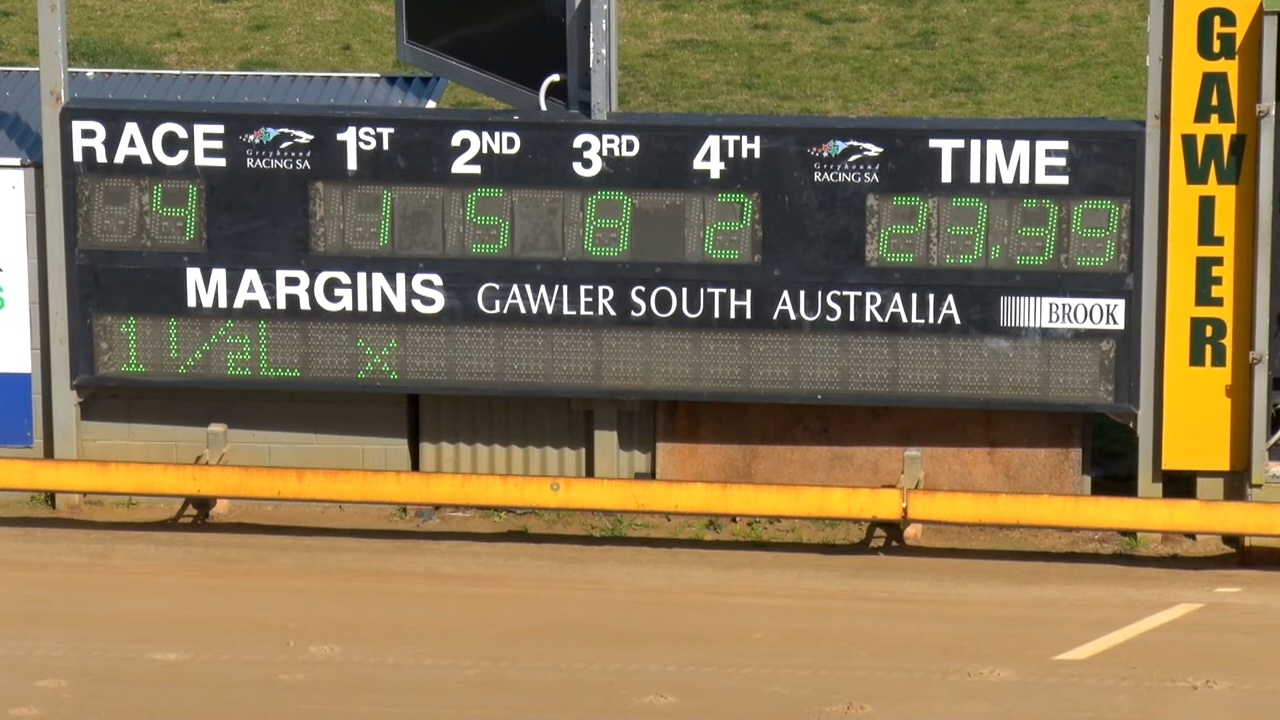 RACE Greyhound RACING SA 1ST 2ND 3RD 4TH Greyhound RACING SA TIME
4 1 5 8 2 23.39
MARGINS GAWLER SOUTH AUSTRALIA BROOK
1 1/2L X
GAWLER